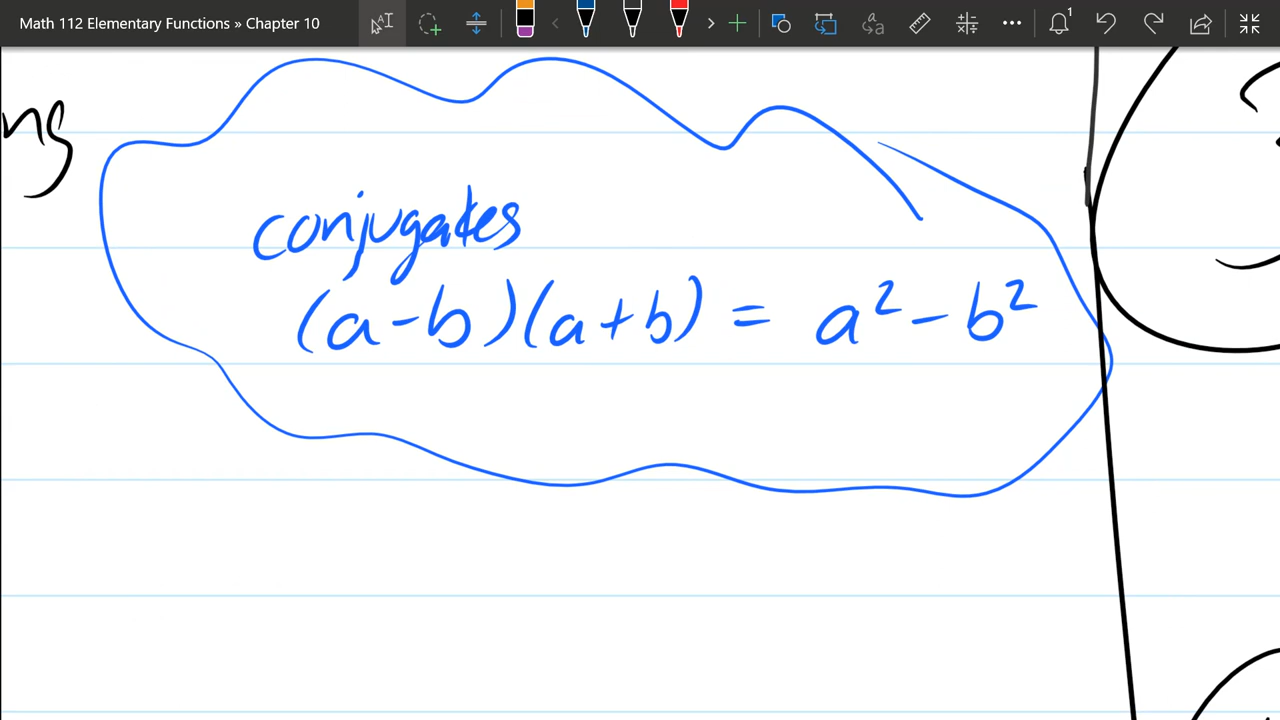 Math 112 Elementary Functions » Chapter 10
conjugates
(a-b)(a+b) = a² - b²